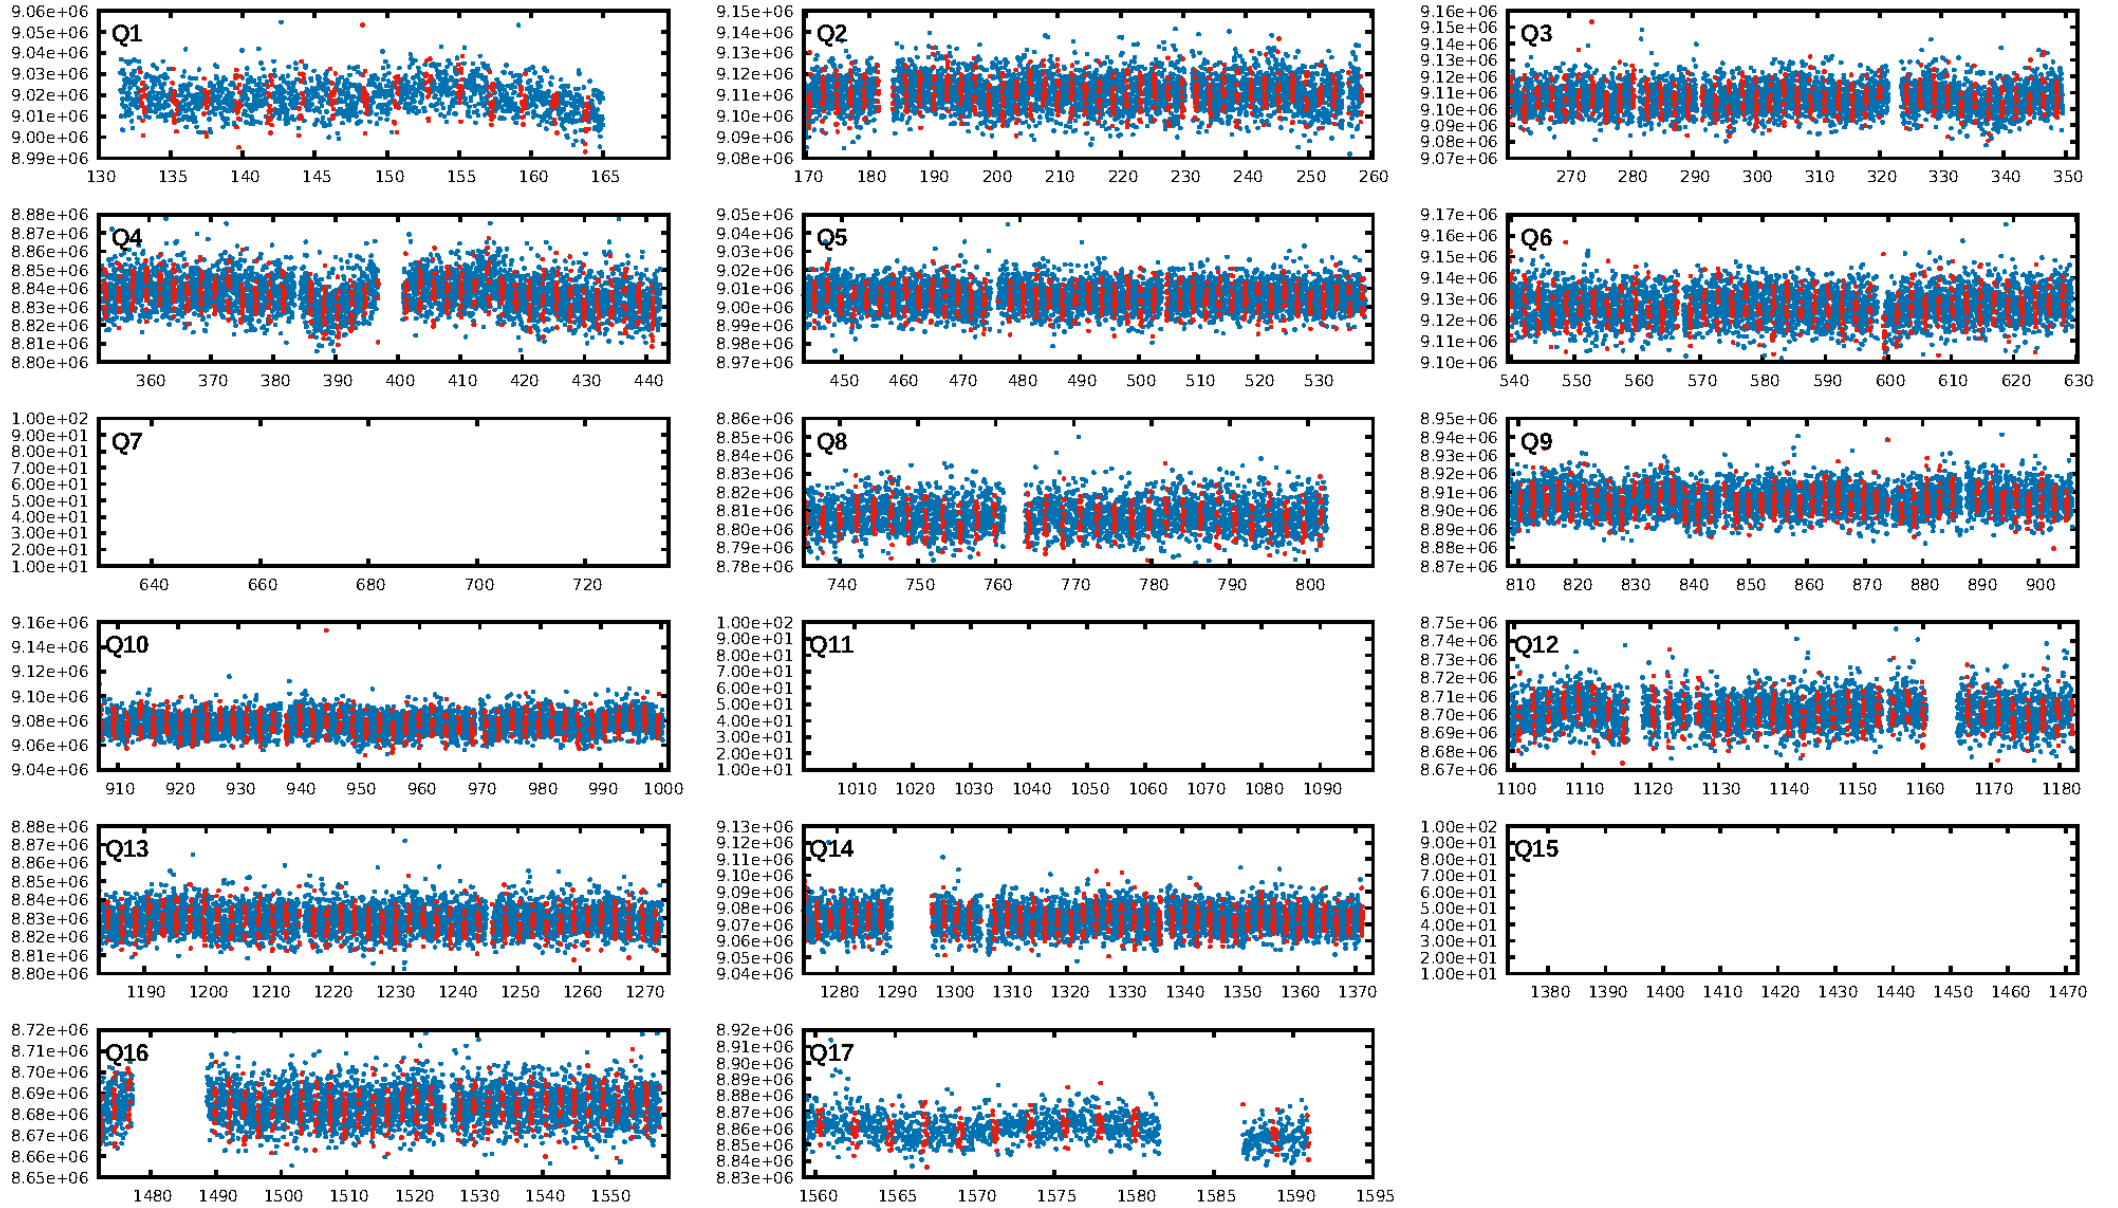 9.06e+06
9.05e+06
9.04e+06
9.03e+06
9.02e+06
9.01e+06
9.00e+06
8.99e+06
Q1
130 135 140 145 150 155 160 165
9.15e+06
9.14e+06
9.13e+06
9.12e+06
9.11e+06
9.10e+06
9.09e+06
9.08e+06
Q2
170 180 190 200 210 220 230 240 250 260
9.16e+06
9.15e+06
9.14e+06
9.13e+06
9.12e+06
9.11e+06
9.10e+06
9.09e+06
9.08e+06
9.07e+06
Q3
270 280 290 300 310 320 330 340 350
8.88e+06
8.87e+06
8.86e+06
8.85e+06
8.84e+06
8.83e+06
8.82e+06
8.81e+06
8.80e+06
Q4
360 370 380 390 400 410 420 430 440
9.05e+06
9.04e+06
9.03e+06
9.02e+06
9.01e+06
9.00e+06
8.99e+06
8.98e+06
8.97e+06
Q5
450 460 470 480 490 500 510 520 530
9.17e+06
9.16e+06
9.15e+06
9.14e+06
9.13e+06
9.12e+06
9.11e+06
9.10e+06
Q6
540 550 560 570 580 590 600 610 620 630
1.00e+02
9.00e+01
8.00e+01
7.00e+01
6.00e+01
5.00e+01
4.00e+01
3.00e+01
2.00e+01
1.00e+01
Q7
640 660 680 700 720
8.86e+06
8.85e+06
8.84e+06
8.83e+06
8.82e+06
8.81e+06
8.80e+06
8.79e+06
8.78e+06
Q8
740 750 760 770 780 790 800
8.95e+06
8.94e+06
8.93e+06
8.92e+06
8.91e+06
8.90e+06
8.89e+06
8.88e+06
8.87e+06
Q9
810 820 830 840 850 860 870 880 890 900
9.16e+06
9.14e+06
9.12e+06
9.10e+06
9.08e+06
9.06e+06
9.04e+06
Q10
910 920 930 940 950 960 970 980 990 1000
1.00e+02
9.00e+01
8.00e+01
7.00e+01
6.00e+01
5.00e+01
4.00e+01
3.00e+01
2.00e+01
1.00e+01
Q11
1010 1020 1030 1040 1050 1060 1070 1080 1090
8.75e+06
8.74e+06
8.73e+06
8.72e+06
8.71e+06
8.70e+06
8.69e+06
8.68e+06
8.67e+06
Q12
1100 1110 1120 1130 1140 1150 1160 1170 1180
8.88e+06
8.87e+06
8.86e+06
8.85e+06
8.84e+06
8.83e+06
8.82e+06
8.81e+06
8.80e+06
Q13
1190 1200 1210 1220 1230 1240 1250 1260 1270
9.13e+06
9.12e+06
9.11e+06
9.10e+06
9.09e+06
9.08e+06
9.07e+06
9.06e+06
9.05e+06
9.04e+06
Q14
1280 1290 1300 1310 1320 1330 1340 1350 1360 1370
1.00e+02
9.00e+01
8.00e+01
7.00e+01
6.00e+01
5.00e+01
4.00e+01
3.00e+01
2.00e+01
1.00e+01
Q15
1380 1390 1400 1410 1420 1430 1440 1450 1460 1470
8.72e+06
8.71e+06
8.70e+06
8.69e+06
8.68e+06
8.67e+06
8.66e+06
8.65e+06
Q16
1480 1490 1500 1510 1520 1530 1540 1550
8.92e+06
8.91e+06
8.90e+06
8.89e+06
8.88e+06
8.87e+06
8.86e+06
8.85e+06
8.84e+06
8.83e+06
Q17
1560 1565 1570 1575 1580 1585 1590 1595